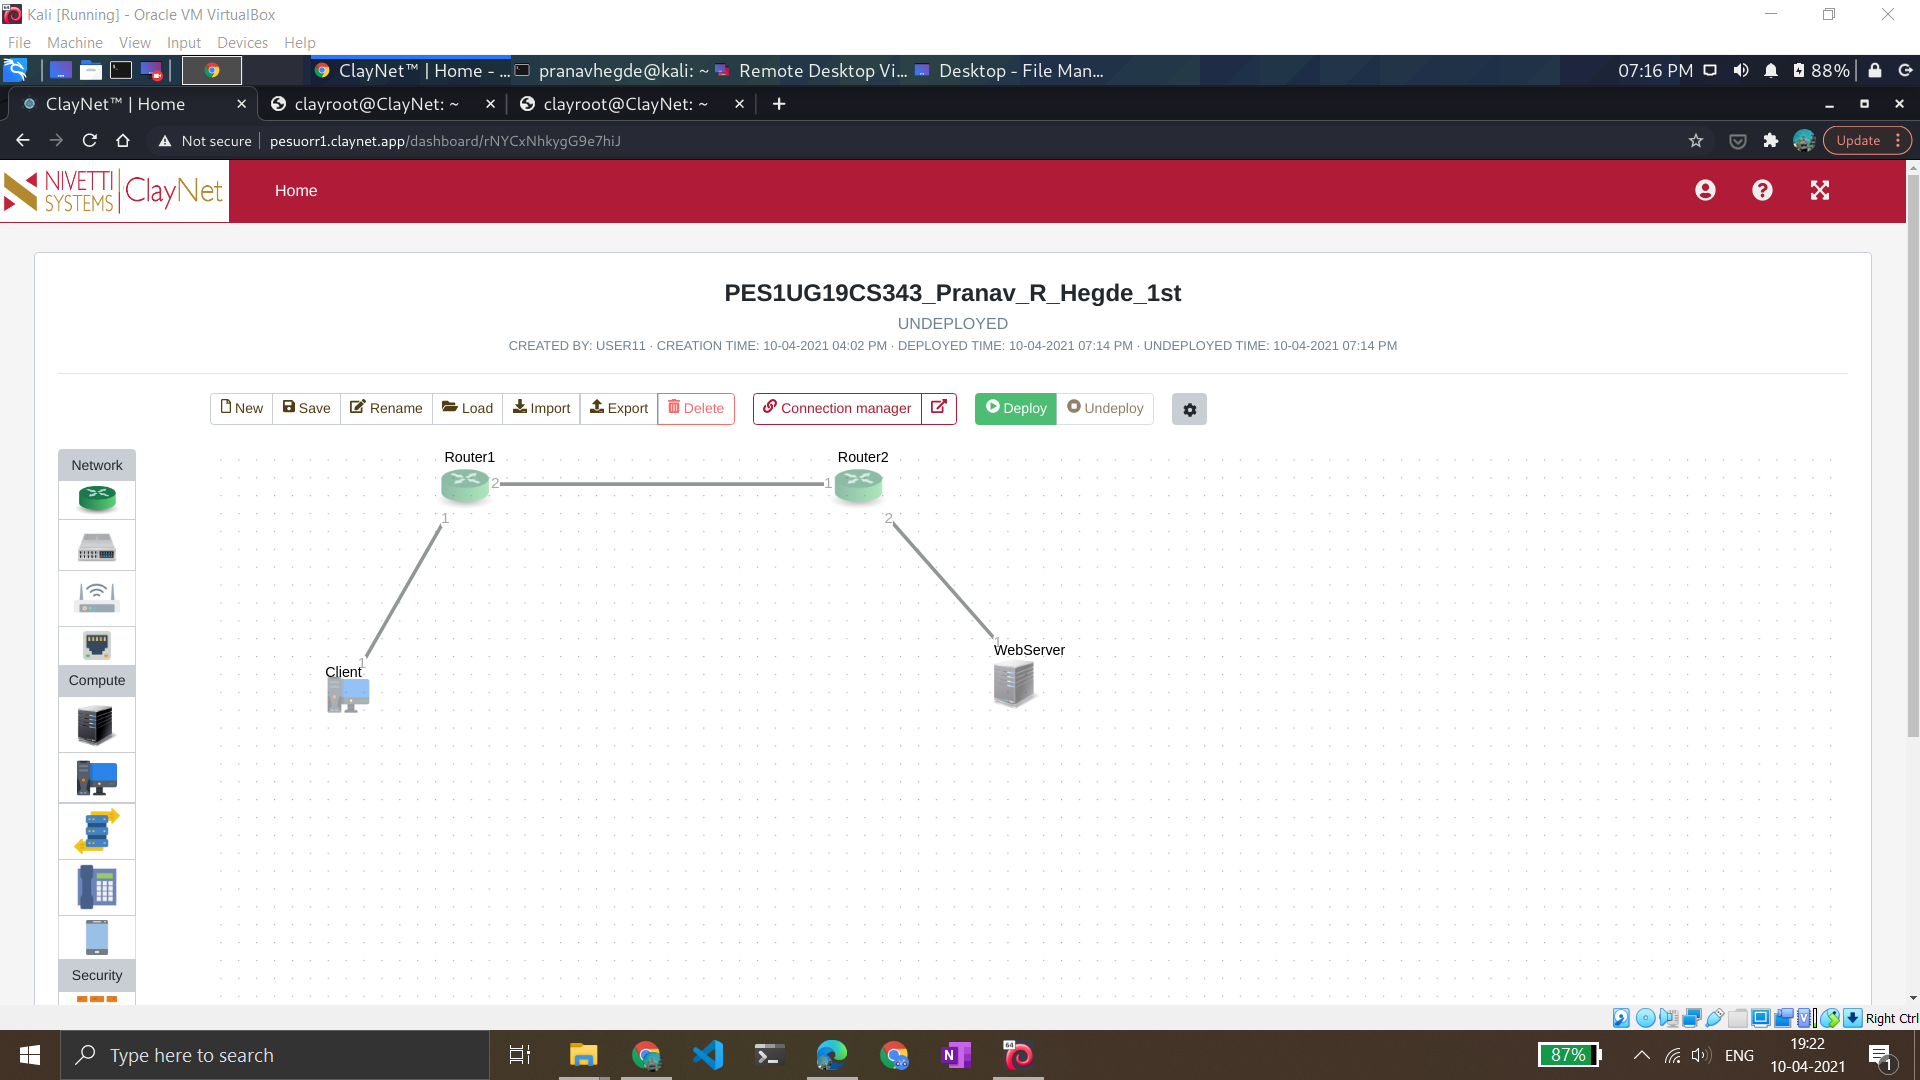 Kali [Running] - Oracle VM VirtualBox
File Machine View Input Devices Help
ClayNet™ | Home - ... pranavhegde@kali: ~ Remote Desktop Vi... Desktop - File Man... 07:16 PM 88%
ClayNet™ | Home clayroot@ClayNet: ~ clayroot@ClayNet: ~
Not secure pesuorr1.claynet.app/dashboard/rNYCxNhkygG9e7hiJ Update
NIVETTI SYSTEMS ClayNet Home
PES1UG19CS343_Pranav_R_Hegde_1st
UNDEPLOYED
CREATED BY: USER11 · CREATION TIME: 10-04-2021 04:02 PM · DEPLOYED TIME: 10-04-2021 07:14 PM · UNDEPLOYED TIME: 10-04-2021 07:14 PM
New Save Rename Load Import Export Delete Connection manager Deploy Undeploy
Network
Router1 Router2
2 1
1 2
1
WebServer
1
Client
Compute
Security
Right Ctrl
Type here to search
N
64
87%
ENG
19:22
10-04-2021
1